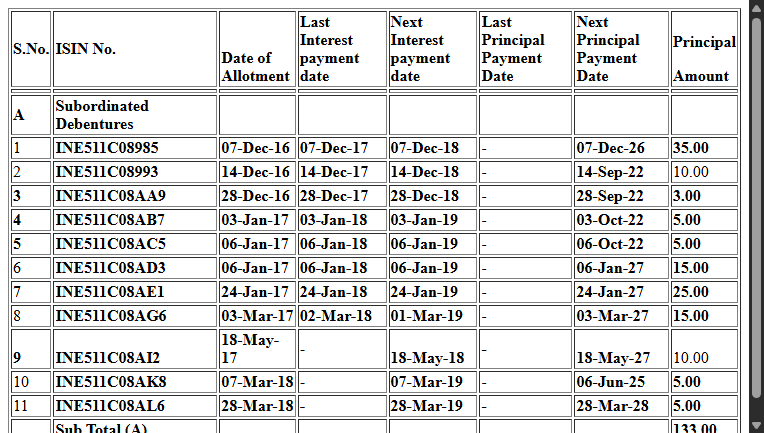 S.No. ISIN No. Date of Allotment Last Interest payment date Next Interest payment date Last Principal Payment Date Next Principal Payment Date Principal Amount
A Subordinated Debentures
1 INE511C08985 07-Dec-16 07-Dec-17 07-Dec-18 - 07-Dec-26 35.00
2 INE511C08993 14-Dec-16 14-Dec-17 14-Dec-18 - 14-Sep-22 10.00
3 INE511C08AA9 28-Dec-16 28-Dec-17 28-Dec-18 - 28-Sep-22 3.00
4 INE511C08AB7 03-Jan-17 03-Jan-18 03-Jan-19 - 03-Oct-22 5.00
5 INE511C08AC5 06-Jan-17 06-Jan-18 06-Jan-19 - 06-Oct-22 5.00
6 INE511C08AD3 06-Jan-17 06-Jan-18 06-Jan-19 - 06-Jan-27 15.00
7 INE511C08AE1 24-Jan-17 24-Jan-18 24-Jan-19 - 24-Jan-27 25.00
8 INE511C08AG6 03-Mar-17 02-Mar-18 01-Mar-19 - 03-Mar-27 15.00
9 INE511C08AI2 18-May-17 - 18-May-18 - 18-May-27 10.00
10 INE511C08AK8 07-Mar-18 - 07-Mar-19 - 06-Jun-25 5.00
11 INE511C08AL6 28-Mar-18 - 28-Mar-19 - 28-Mar-28 5.00
Sub Total (A) 133.00